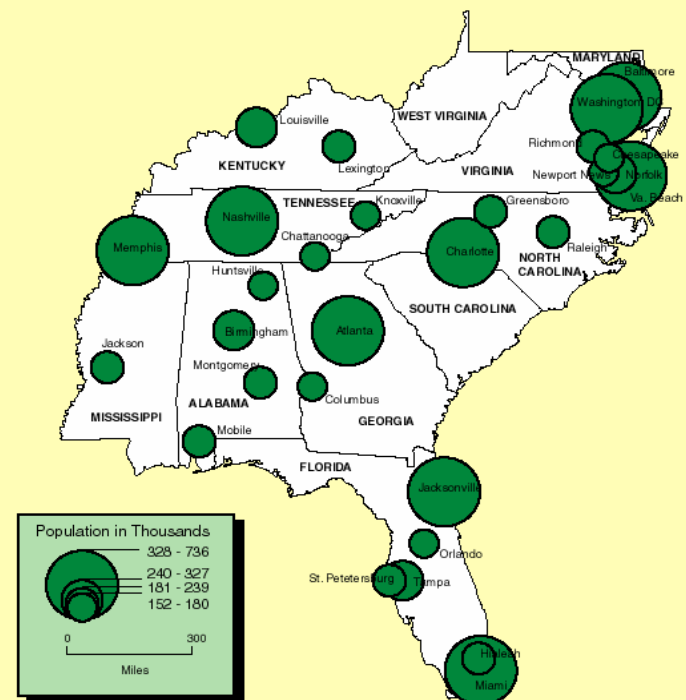 MARYLAND
Baltimore
Washington DC
WEST VIRGINIA
Louisville
Richmond
Chesapeake
KENTUCKY
Lexington
VIRGINIA
Newport News
Norfolk
Va. Beach
TENNESSEE
Knoxville
Greensboro
Nashville
Chattanooga
Memphis
Charlotte
Raleigh
NORTH
CAROLINA
Huntsville
SOUTH CAROLINA
Birmingham
Atlanta
Jackson
Montgomery
Columbus
ALABAMA
MISSISSIPPI
GEORGIA
Mobile
FLORIDA
Jacksonville
Orlando
St. Petetersburg
Tampa
Hialeah
Miami
Population in Thousands
328 - 736
240 - 327
181 - 239
152 - 180
0 300
Miles